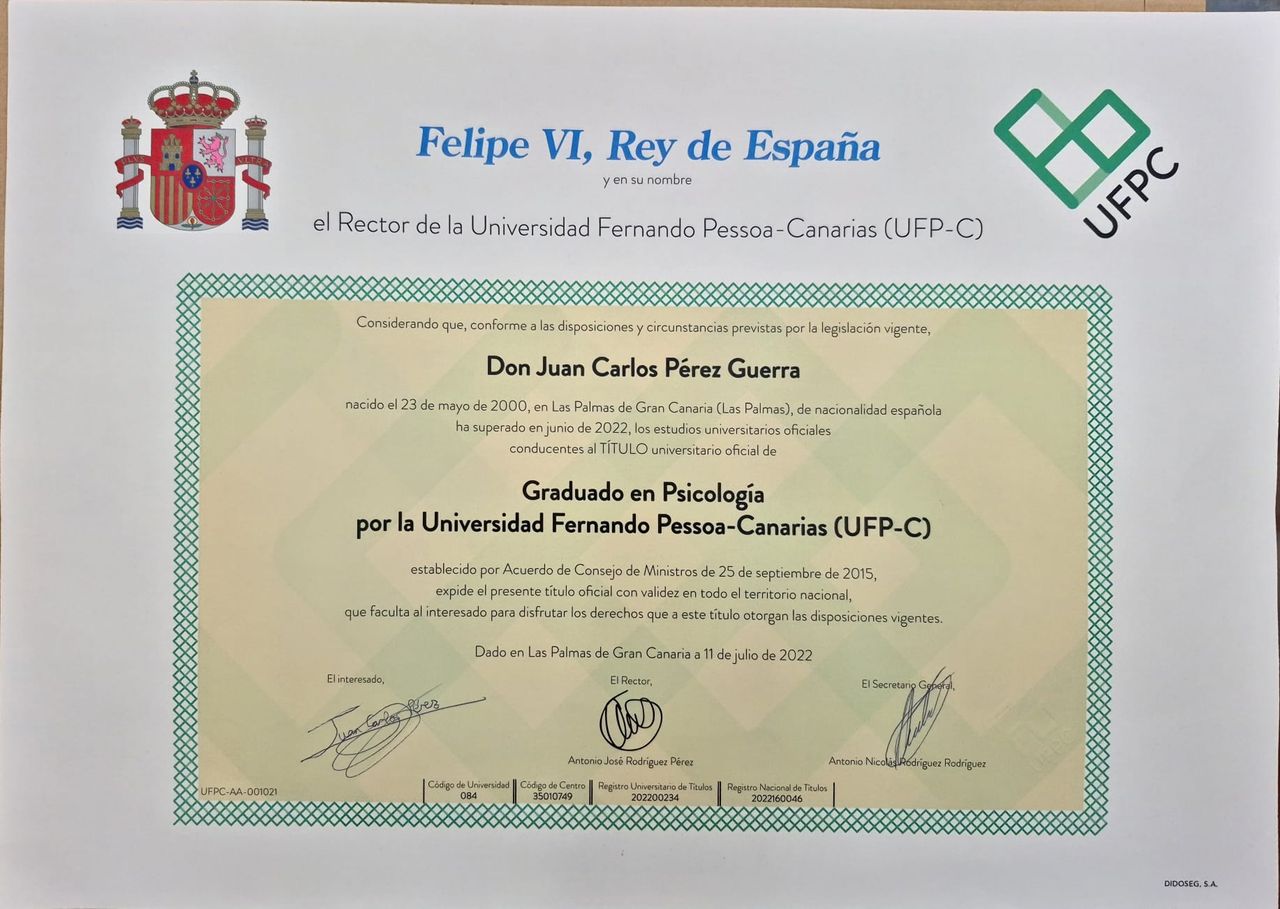 PLVS
VLTRA
Felipe VI, Rey de España
y en su nombre
el Rector de la Universidad Fernando Pessoa-Canarias (UFP-C)
UFPC
Considerando que, conforme a las disposiciones y circunstancias previstas por la legislación vigente,
Don Juan Carlos Pérez Guerra
nacido el 23 de mayo de 2000, en Las Palmas de Gran Canaria (Las Palmas), de nacionalidad española
ha superado en junio de 2022, los estudios universitarios oficiales
conducentes al TÍTULO universitario oficial de
Graduado en Psicología
por la Universidad Fernando Pessoa-Canarias (UFP-C)
establecido por Acuerdo de Consejo de Ministros de 25 de septiembre de 2015,
expide el presente título oficial con validez en todo el territorio nacional,
que faculta al interesado para disfrutar los derechos que a este título otorgan las disposiciones vigentes.
Dado en Las Palmas de Gran Canaria a 11 de julio de 2022
El interesado,
El Rector,
El Secretario General,
Juan Carlos Pérez
Antonio José Rodríguez Pérez
Antonio Nicolás Rodríguez Rodríguez
UFPC-AA-001021
Código de Universidad
084
Código de Centro
35010749
Registro Universitario de Títulos
202200234
Registro Nacional de Títulos
2022160046
DIDOSEG, S.A.